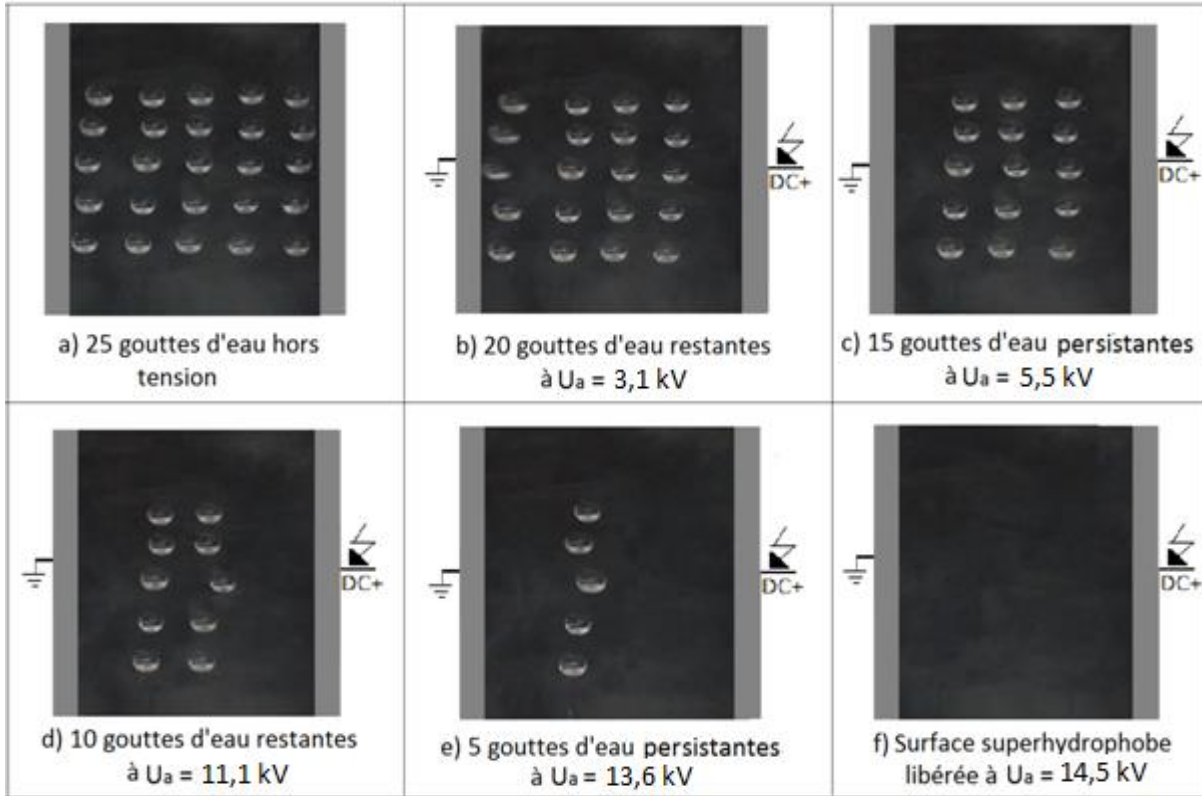 a) 25 gouttes d'eau hors
tension
DC+
b) 20 gouttes d'eau restantes
à Ua = 3,1 kV
DC+
c) 15 gouttes d'eau persistantes
à Ua = 5,5 kV
DC+
d) 10 gouttes d'eau restantes
à Ua = 11,1 kV
DC+
e) 5 gouttes d'eau persistantes
à Ua = 13,6 kV
DC+
f) Surface superhydrophobe
libérée à Ua = 14,5 kV